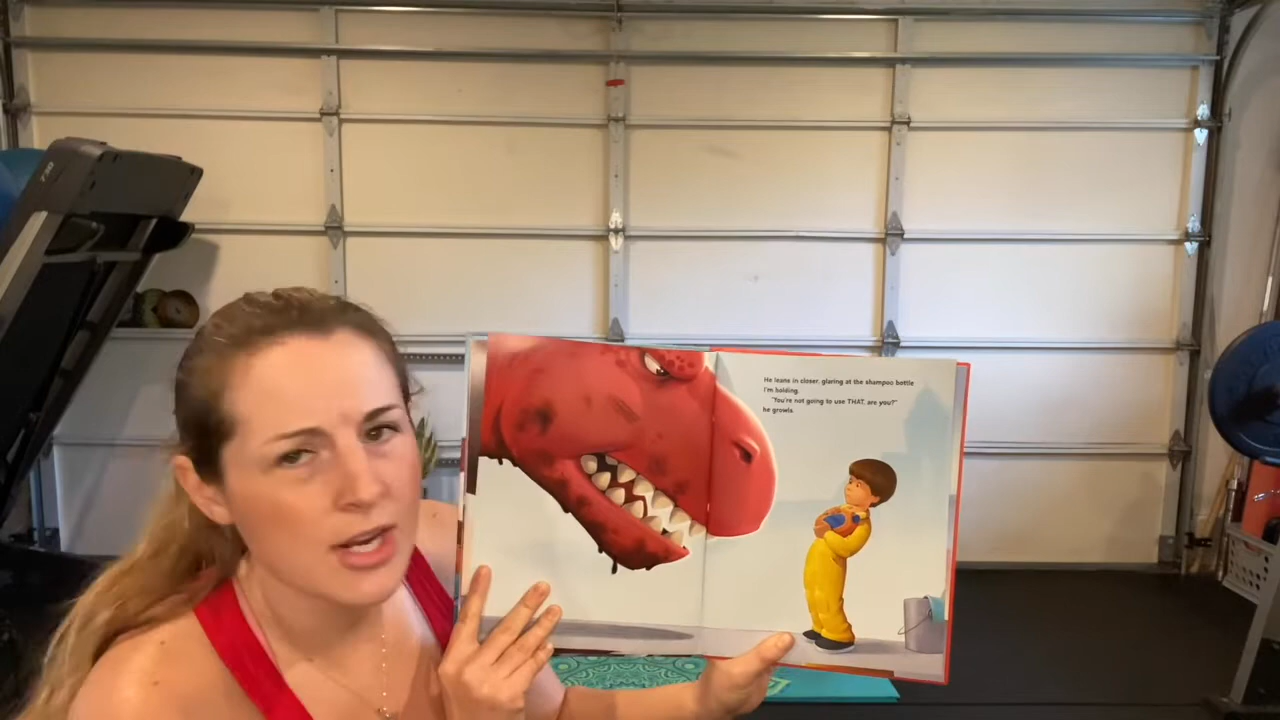 He leans in closer, glaring at the shampoo bottle
I'm holding.
"You're not going to use THAT, are you?"
he growls.